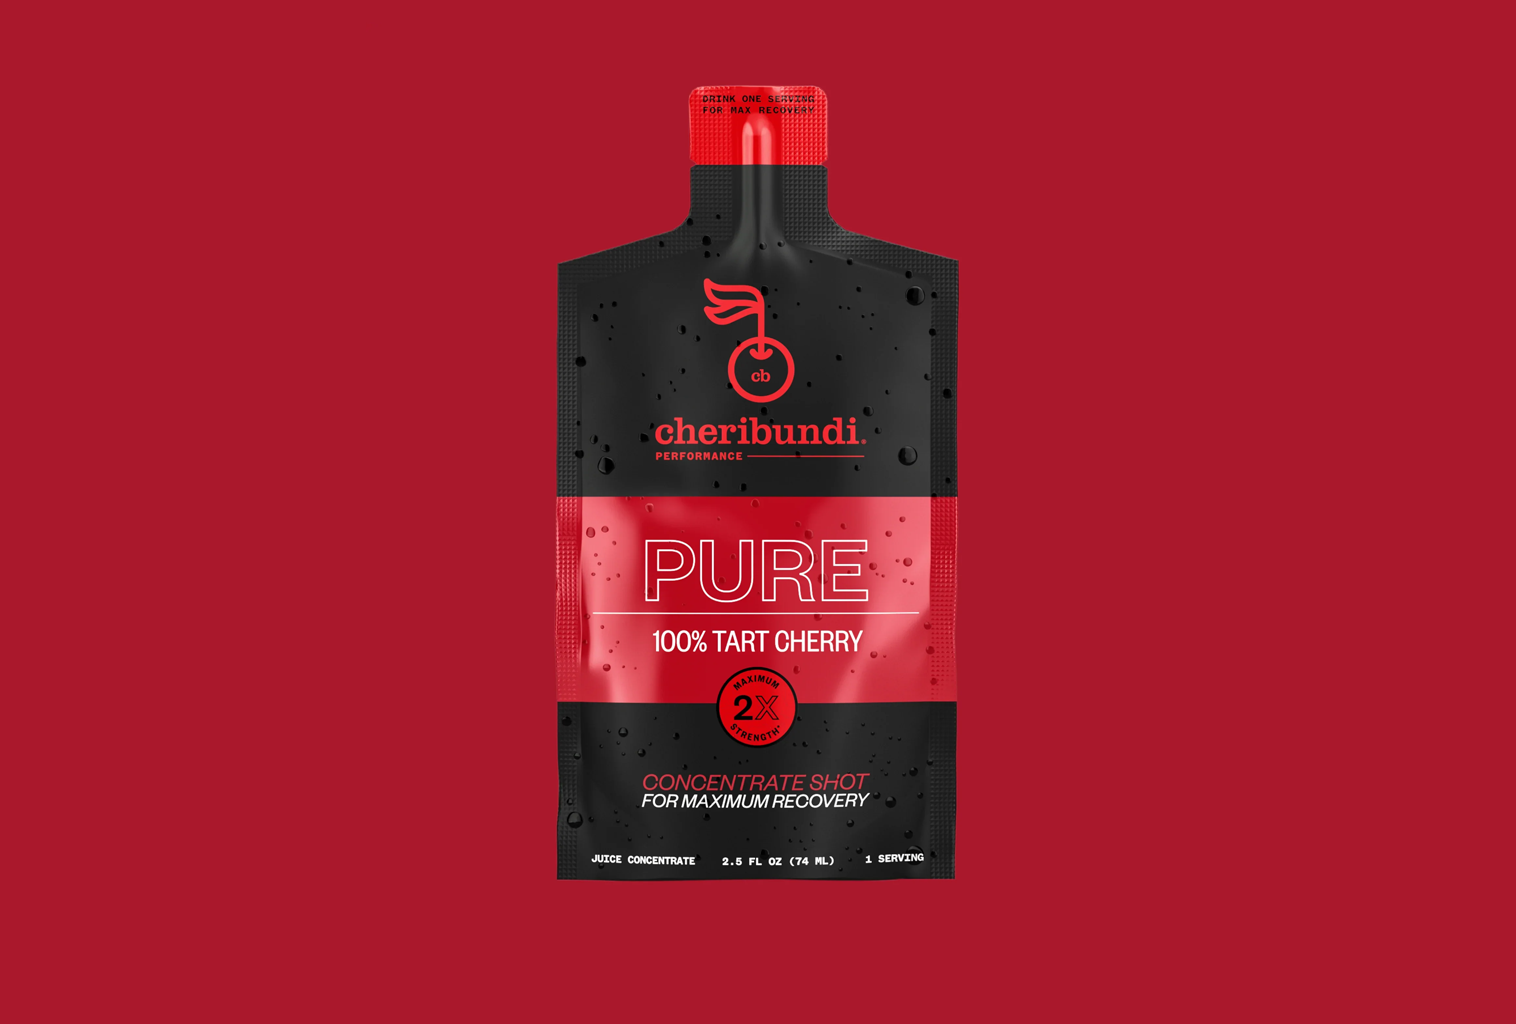 DRINK ONE SERVING
FOR MAX RECOVERY
cb
cheribundi.
PERFORMANCE
PURE
100% TART CHERRY
MAXIMUM
2X
STRENGTH*
CONCENTRATE SHOT
FOR MAXIMUM RECOVERY
JUICE CONCENTRATE 2.5 FL OZ (74 ML) 1 SERVING